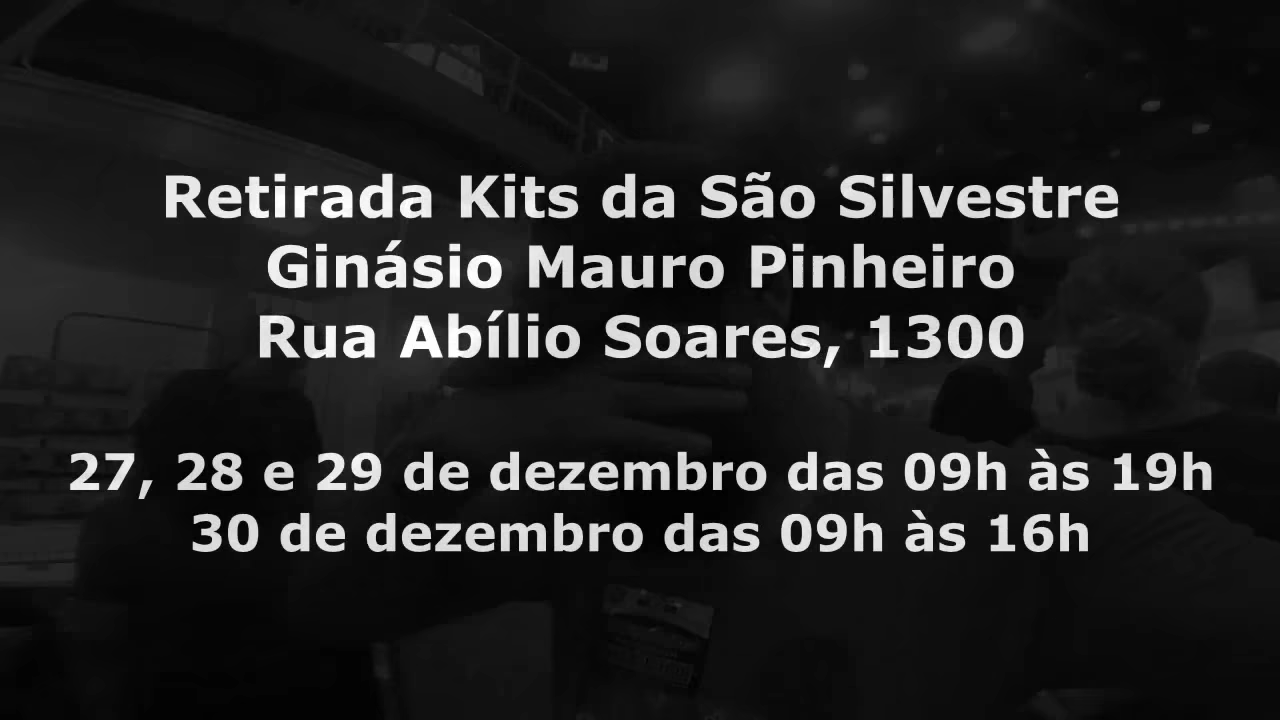 Retirada Kits da São Silvestre
Ginásio Mauro Pinheiro
Rua Abílio Soares, 1300
27, 28 e 29 de dezembro das 09h às 19h
30 de dezembro das 09h às 16h